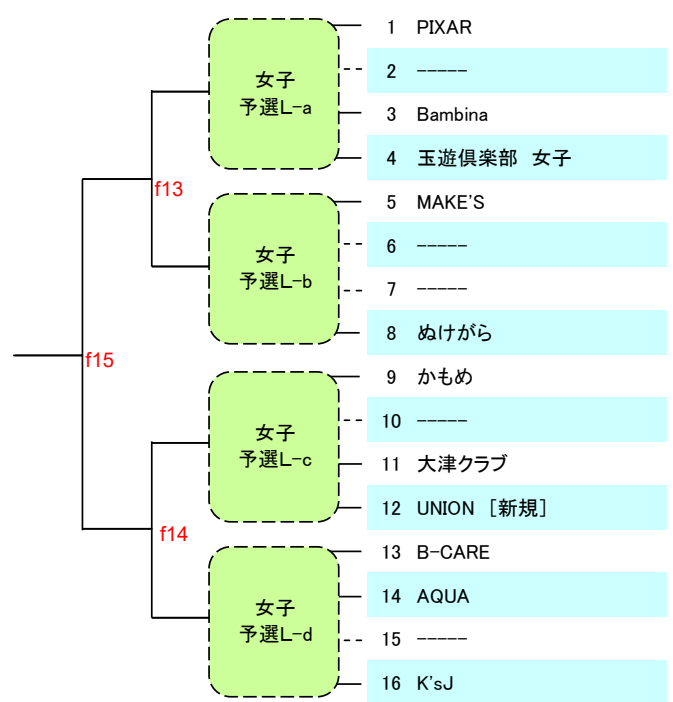 1 PIXAR
2 -----
3 Bambina
4 玉遊倶楽部 女子
女子
予選L-a
f13
5 MAKE'S
6 -----
7 -----
8 ぬけがら
女子
予選L-b
f15
9 かもめ
10 -----
11 大津クラブ
12 UNION [新規]
女子
予選L-c
f14
13 B-CARE
14 AQUA
15 -----
16 K'sJ
女子
予選L-d